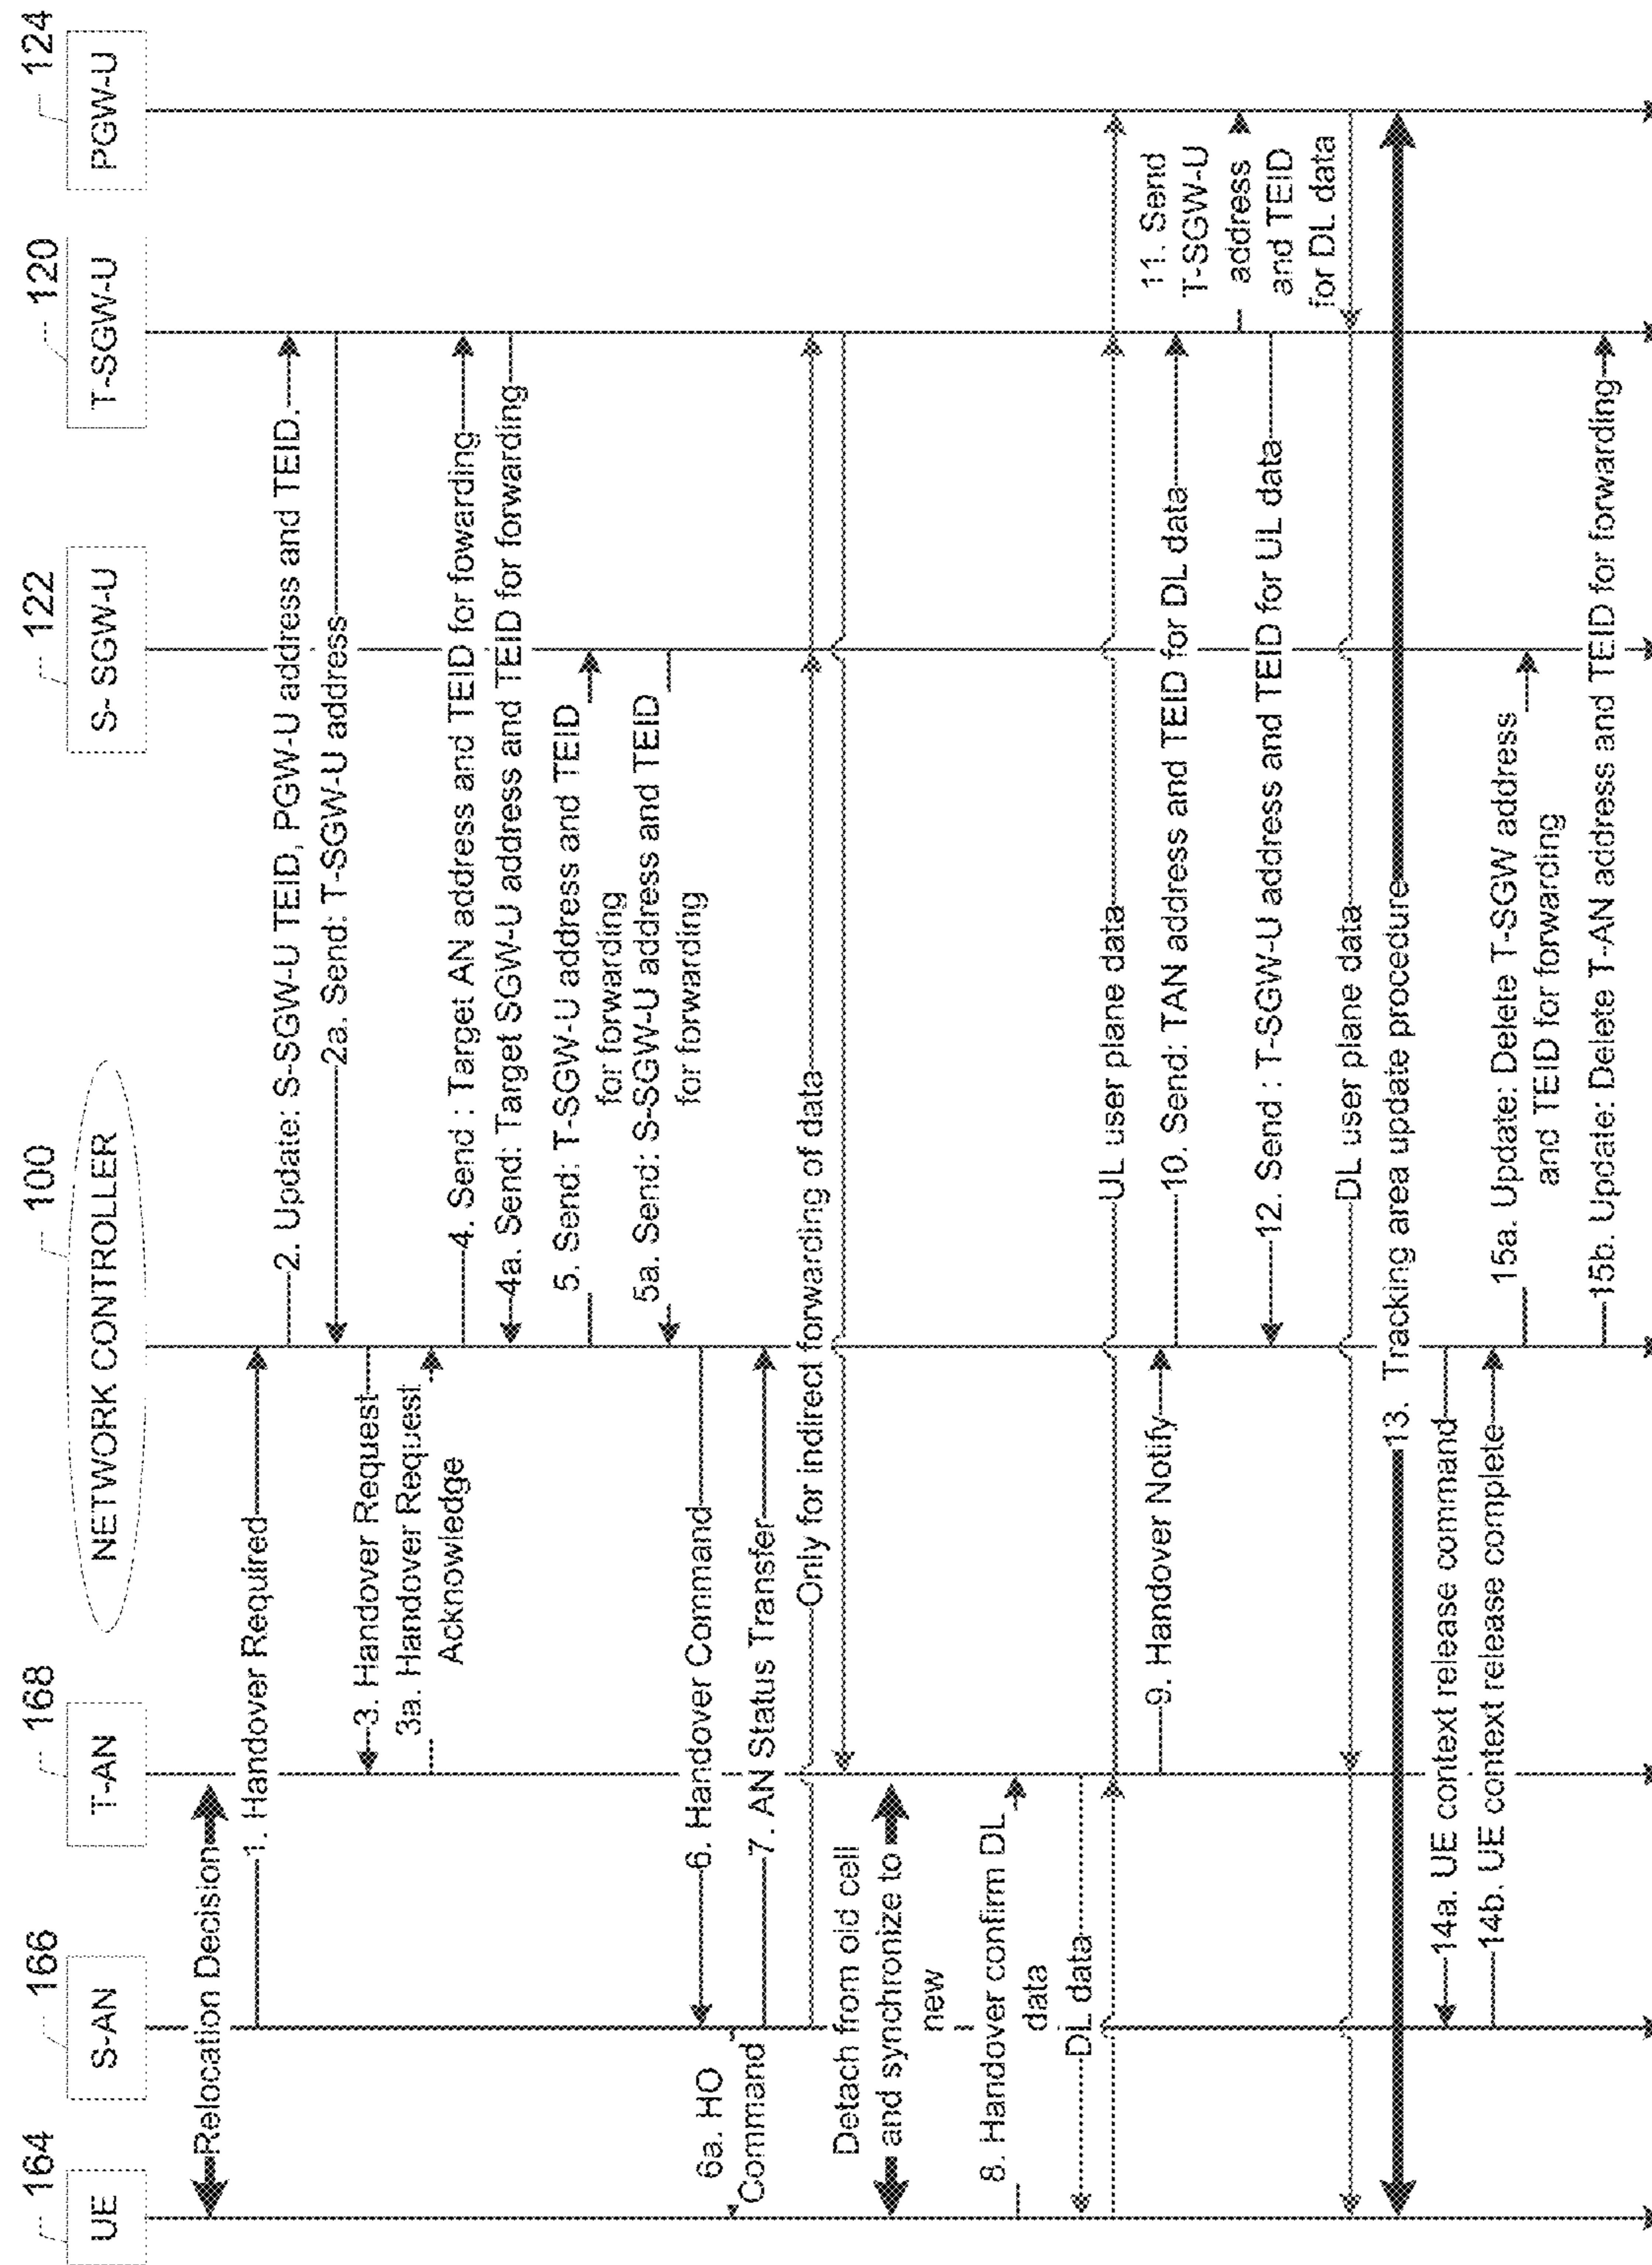 164
166
168
100
122
120
124
UE
S-AN
T-AN
NETWORK CONTROLLER
S- SGW-U
T-SGW-U
PGW-U
Relocation Decision
1. Handover Required
2. Update: S-SGW-U TEID, PGW-U address and TEID.
2a. Send: T-SGW-U address
3. Handover Request
3a. Handover Request
Acknowledge
4. Send : Target AN address and TEID for fowarding
4a. Send: Target SGW-U address and TEID for forwarding
5. Send: T-SGW-U address and TEID
for forwarding
5a. Send: S-SGW-U address and TEID
for forwarding
6. Handover Command
6a. HO
Command
7. AN Status Transfer
Only for indirect forwarding of data
Detach from old cell
and synchronize to
new
8. Handover confirm DL
data
DL data
UL user plane data
9. Handover Notify
10. Send: TAN address and TEID for DL data
11. Send
T-SGW-U
address
and TEID
for DL data
12. Send : T-SGW-U address and TEID for UL data
DL user plane data
13. Tracking area update procedure
14a. UE context release command
14b. UE context release complete
15a. Update: Delete T-SGW address
and TEID for forwarding
15b. Update: Delete T-AN address and TEID for forwarding